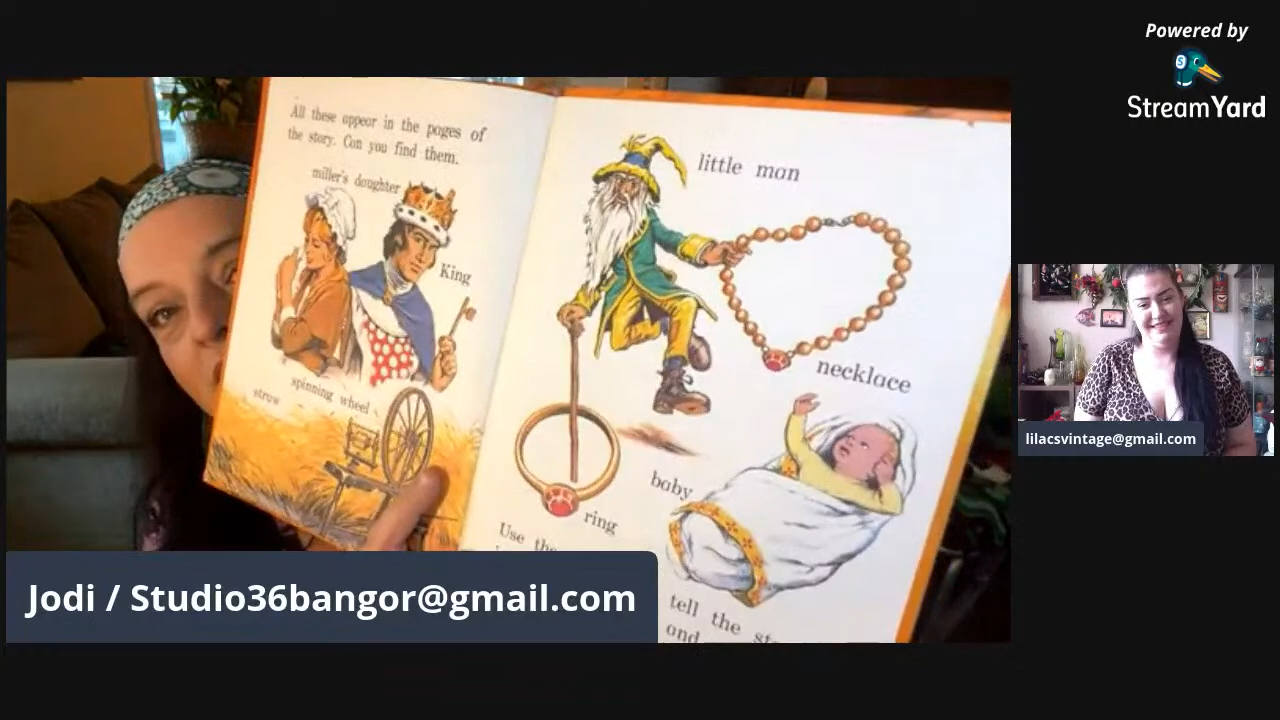 Powered by
StreamYard
All these appear in the pages of
the story. Can you find them.
miller's daughter
King
spinning wheel
straw
little man
necklace
baby
ring
Use the
tell the
and
Jodi / Studio36bangor@gmail.com
lilacsvintage@gmail.com